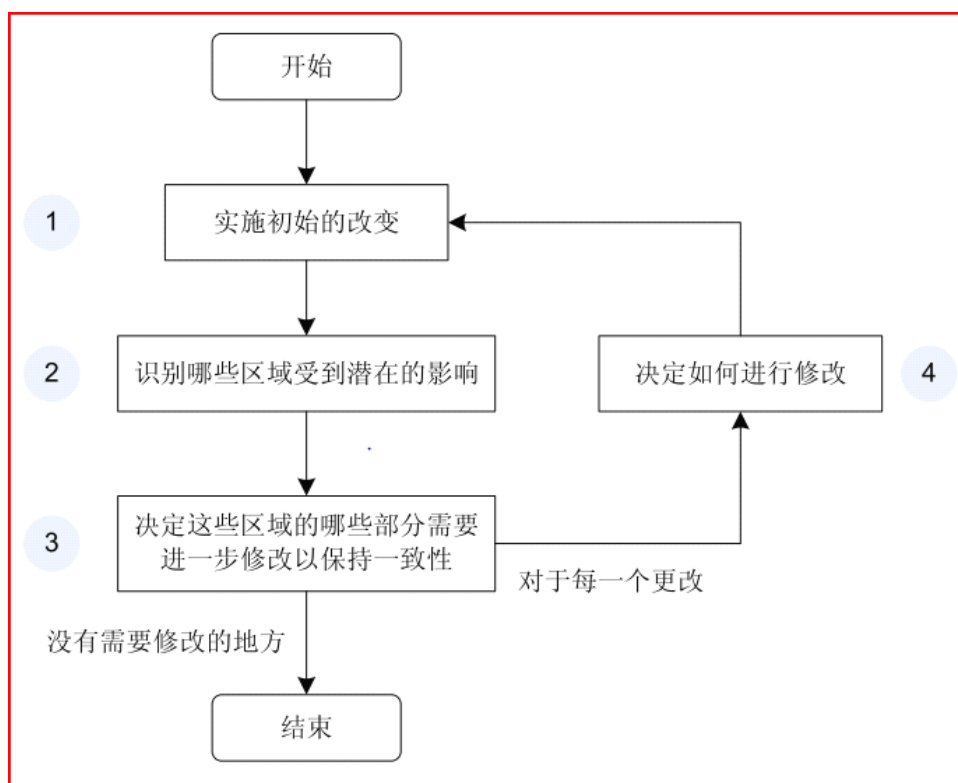 开始
1
实施初始的改变
2
识别哪些区域受到潜在的影响
决定如何进行修改
4
3
决定这些区域的哪些部分需要
进一步修改以保持一致性
对于每一个更改
没有需要修改的地方
结束